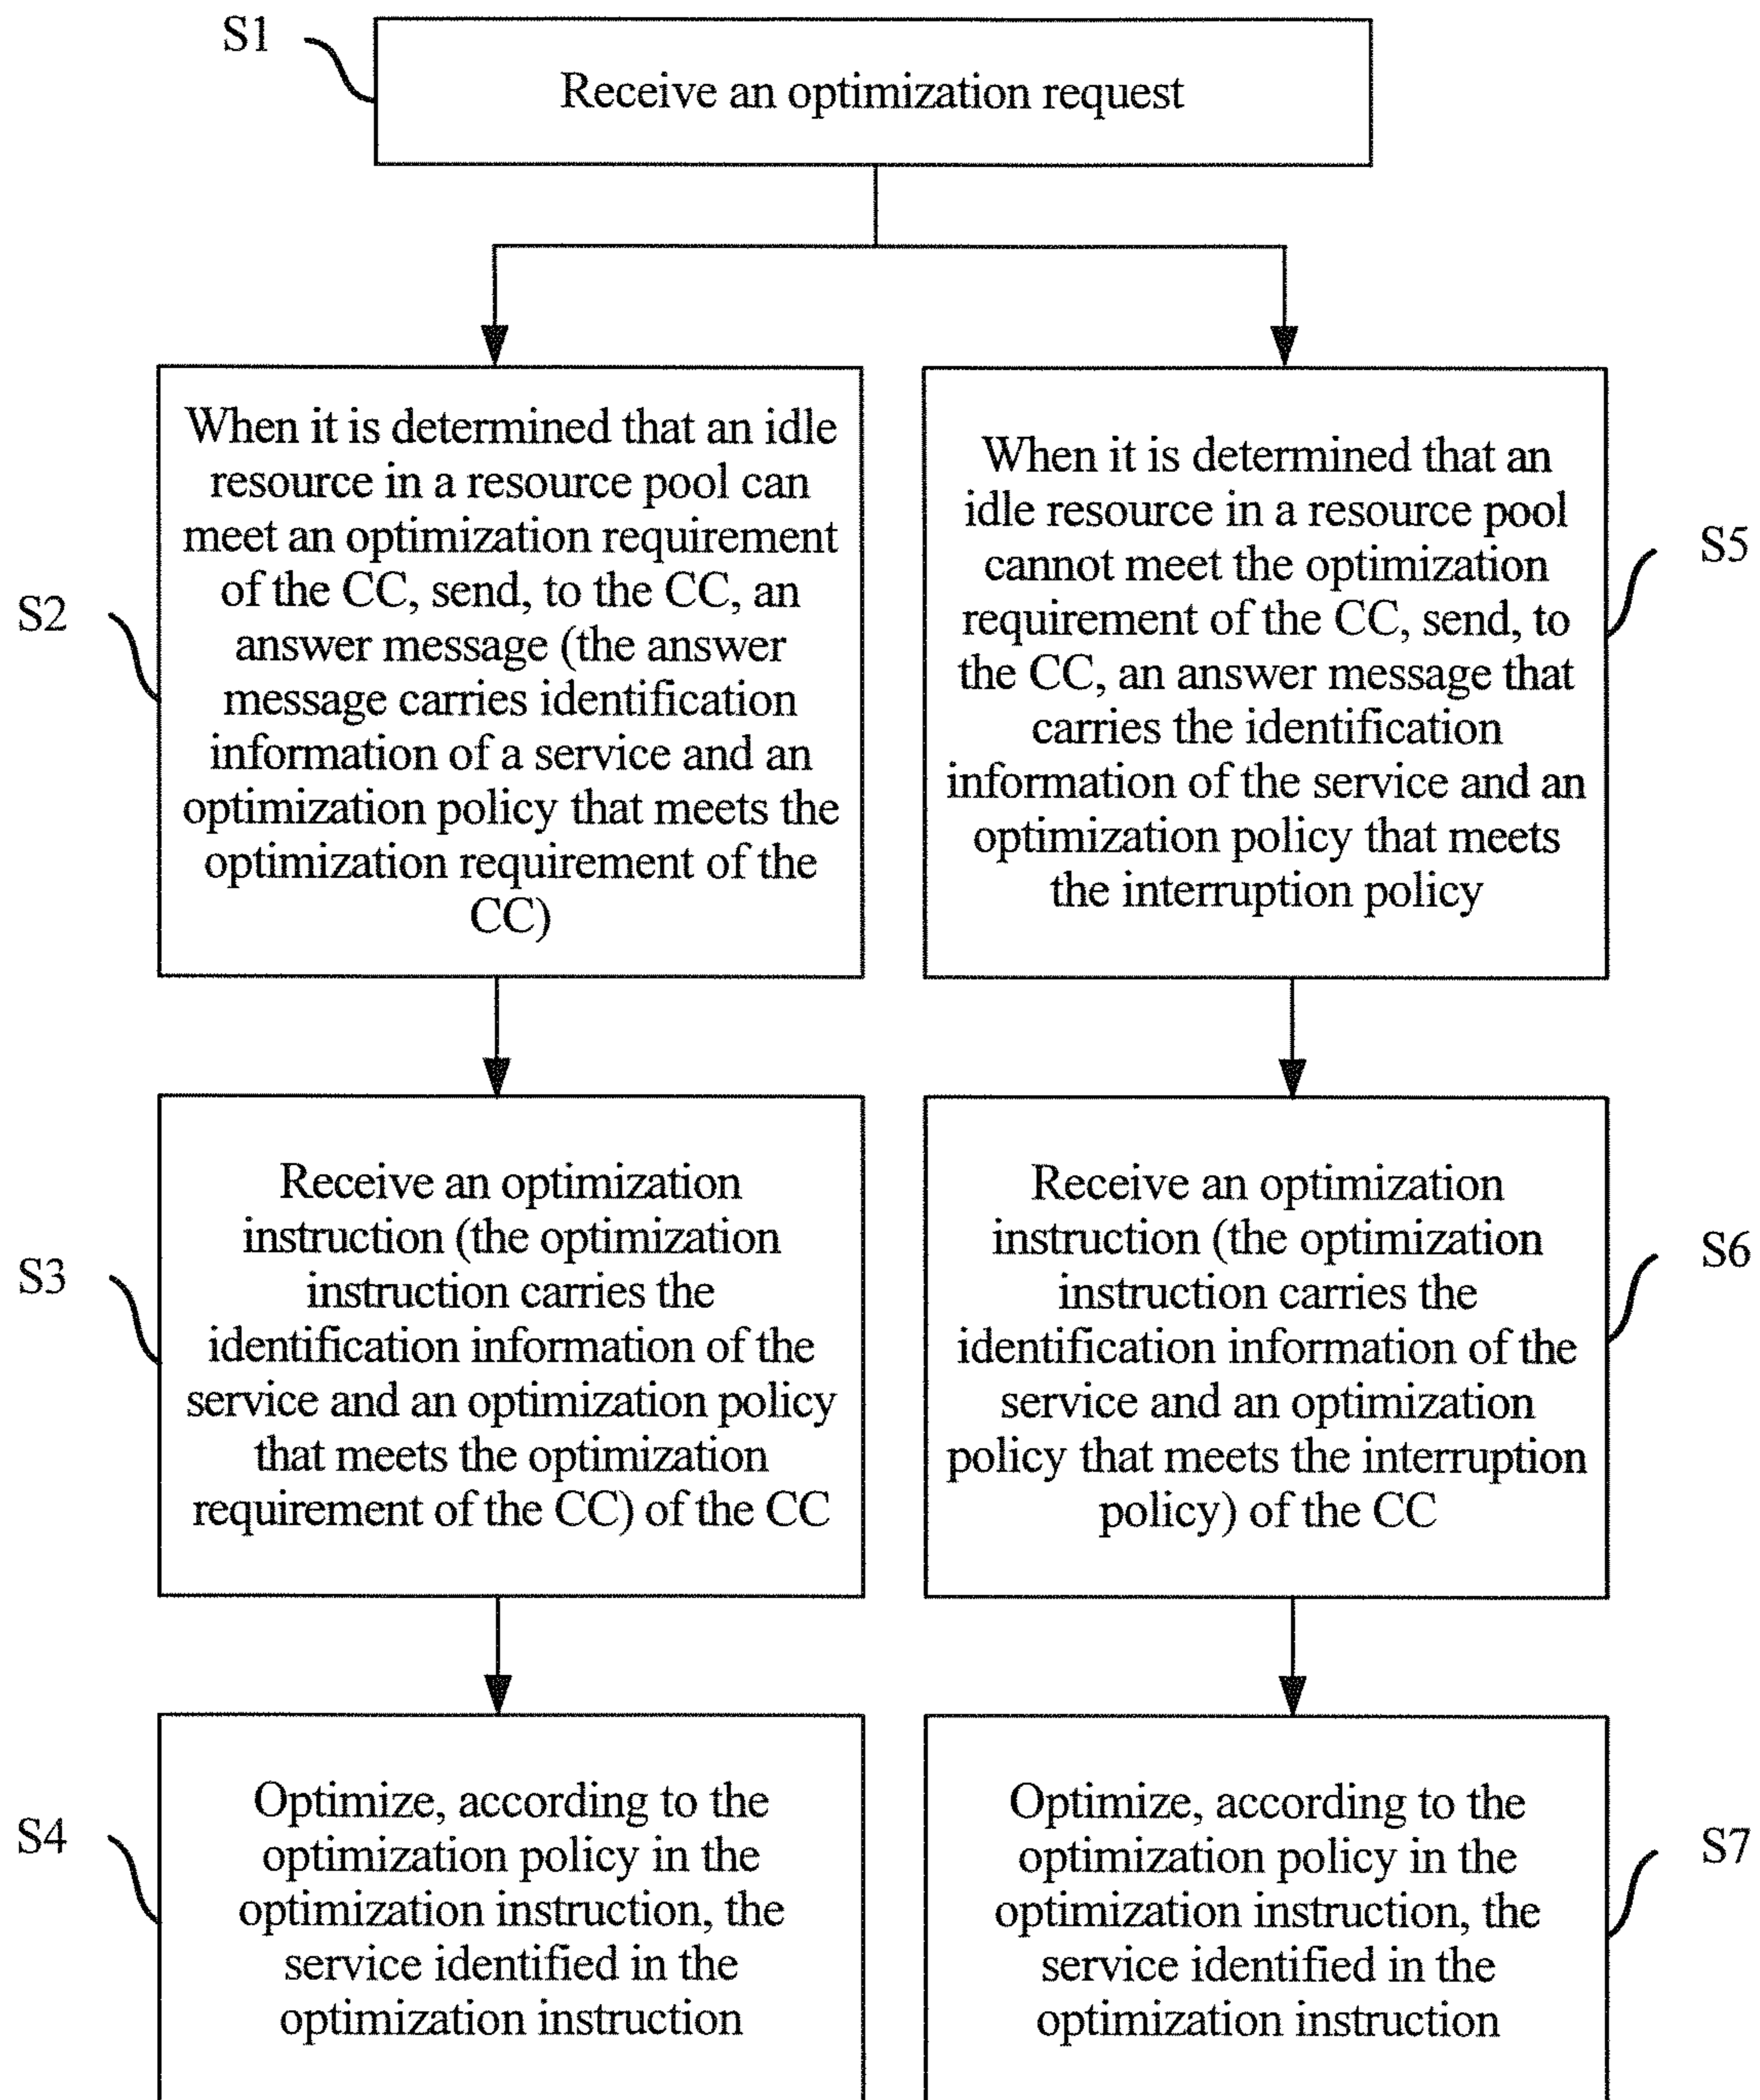 S1
Receive an optimization request
S2
When it is determined that an idle
resource in a resource pool can
meet an optimization requirement
of the CC, send, to the CC, an
answer message (the answer
message carries identification
information of a service and an
optimization policy that meets the
optimization requirement of the
CC)
When it is determined that an
idle resource in a resource pool
cannot meet the optimization
requirement of the CC, send, to
the CC, an answer message that
carries the identification
information of the service and an
optimization policy that meets
the interruption policy
S5
S3
Receive an optimization
instruction (the optimization
instruction carries the
identification information of the
service and an optimization policy
that meets the optimization
requirement of the CC) of the CC
Receive an optimization
instruction (the optimization
instruction carries the
identification information of the
service and an optimization
policy that meets the interruption
policy) of the CC
S6
S4
Optimize, according to the
optimization policy in the
optimization instruction, the
service identified in the
optimization instruction
Optimize, according to the
optimization policy in the
optimization instruction, the
service identified in the
optimization instruction
S7